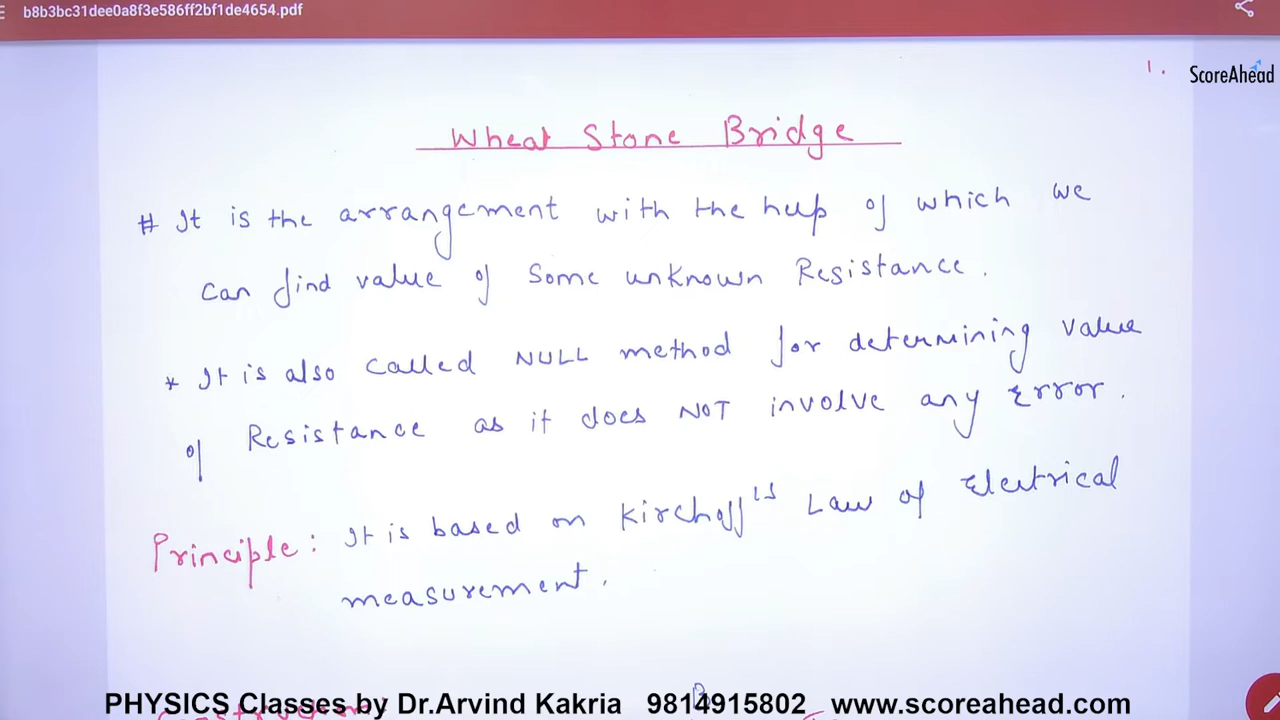 b8b3bc31dee0a8f3e586ff2bf1de4654.pdf
1.
ScoreAhead
Wheat Stone Bridge
# It is the arrangement with the help of which we
can find value of Some unknown Resistance.
* It is also called NULL method for determining value
of Resistance as it does NOT involve any Error.
Principle: It is based on Kirchoff's Law of Electrical
measurement.
PHYSICS Classes by Dr.Arvind Kakria 9814915802 www.scoreahead.com